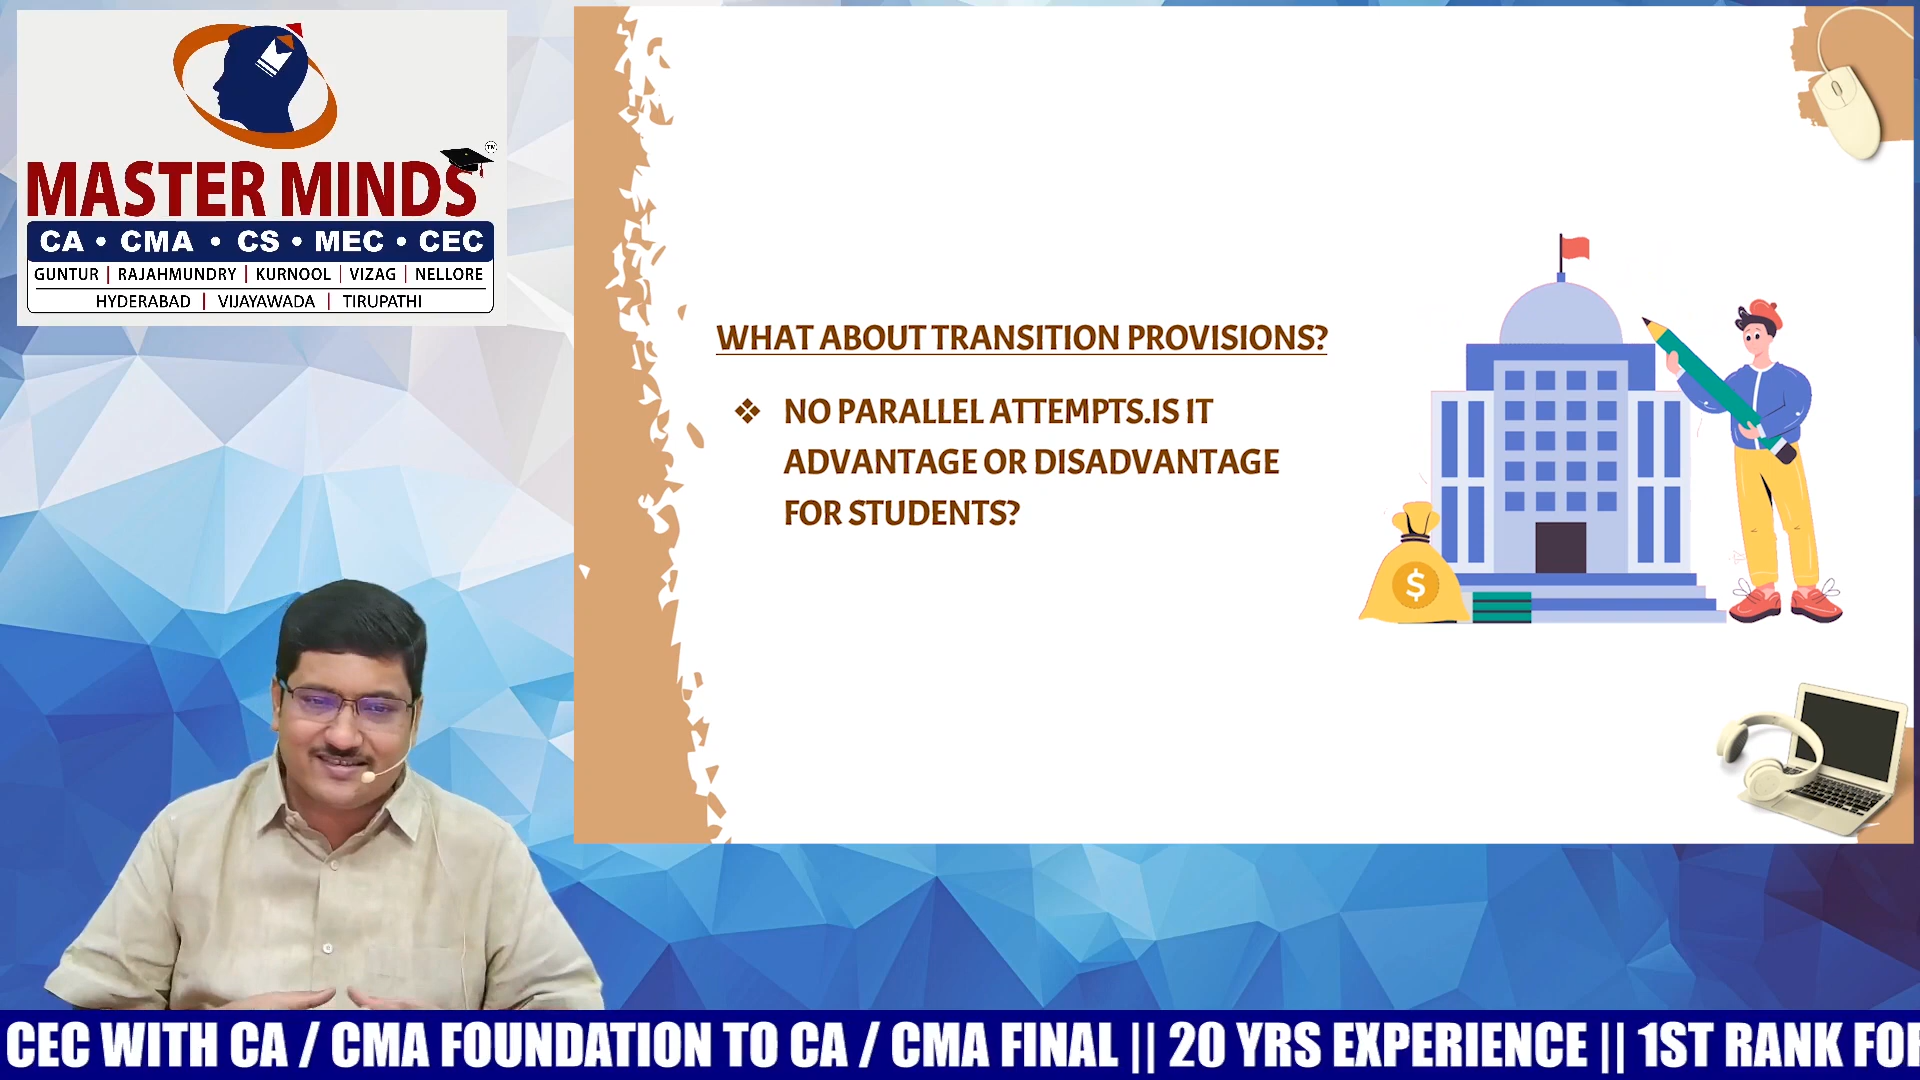 TM
MASTER MINDS
CA • CMA • CS • MEC • CEC
GUNTUR | RAJAHMUNDRY | KURNOOL | VIZAG | NELLORE
HYDERABAD | VIJAYAWADA | TIRUPATHI
WHAT ABOUT TRANSITION PROVISIONS?
❖ NO PARALLEL ATTEMPTS.IS IT
ADVANTAGE OR DISADVANTAGE
FOR STUDENTS?
$
CEC WITH CA / CMA FOUNDATION TO CA / CMA FINAL || 20 YRS EXPERIENCE || 1ST RANK FOR